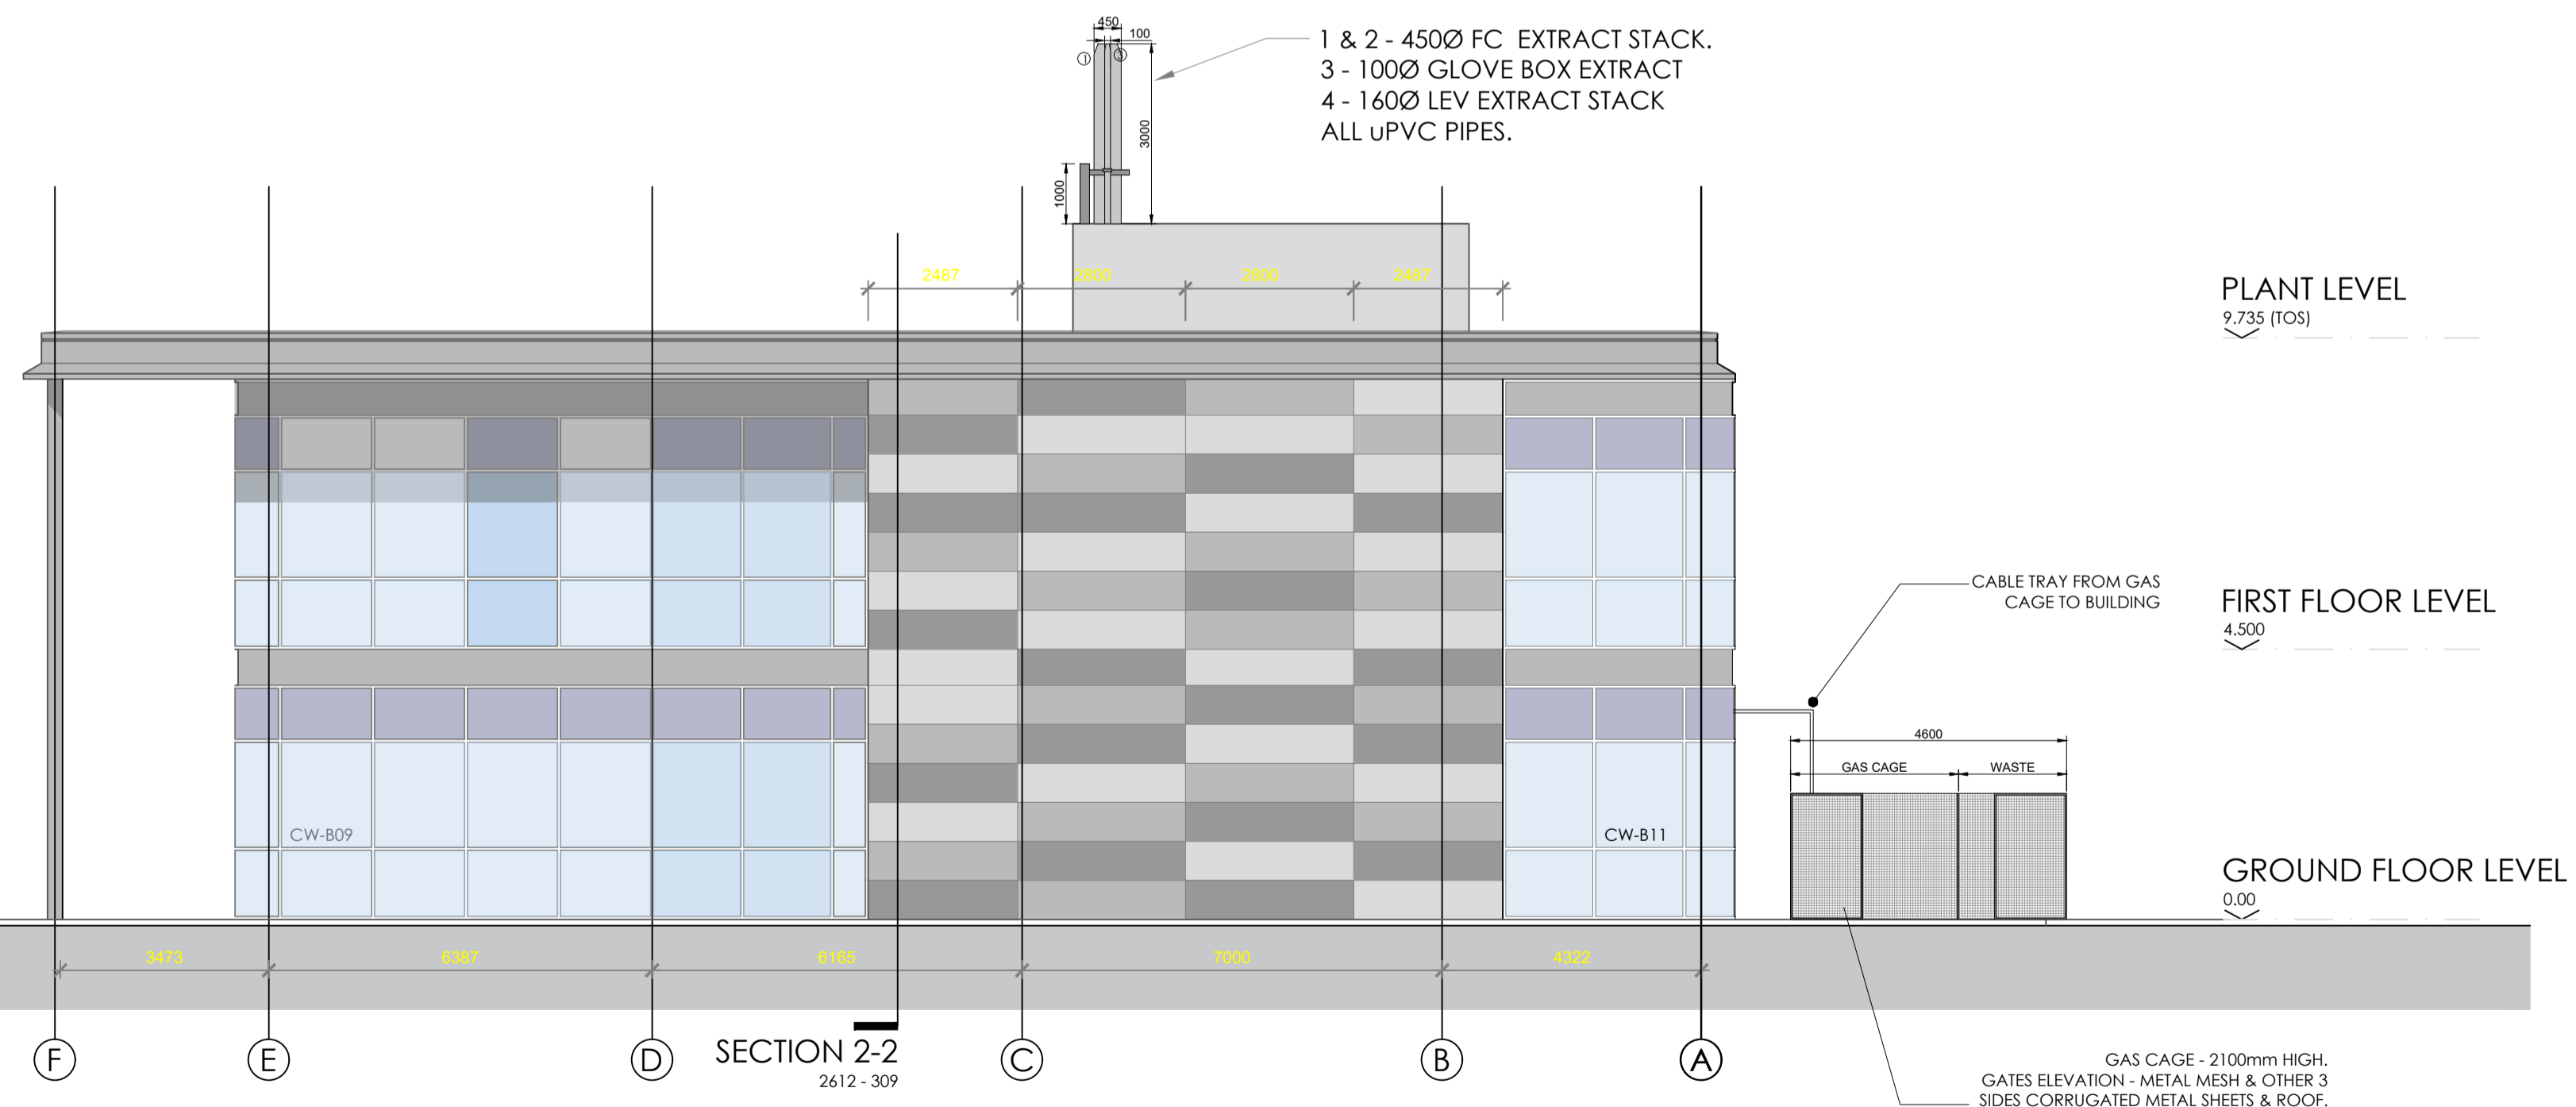 450
100
① ③
1 & 2 - 450Ø FC EXTRACT STACK.
3 - 100Ø GLOVE BOX EXTRACT
4 - 160Ø LEV EXTRACT STACK
ALL uPVC PIPES.
3000
1000
2487 2800 2800 2487
PLANT LEVEL
9.735 (TOS)
CABLE TRAY FROM GAS
CAGE TO BUILDING
FIRST FLOOR LEVEL
4.500
4600
GAS CAGE WASTE
CW-B09
CW-B11
GROUND FLOOR LEVEL
0.00
3473 6387 6165 7000 4322
F E D C B A
SECTION 2-2
2612 - 309
GAS CAGE - 2100mm HIGH.
GATES ELEVATION - METAL MESH & OTHER 3
SIDES CORRUGATED METAL SHEETS & ROOF.